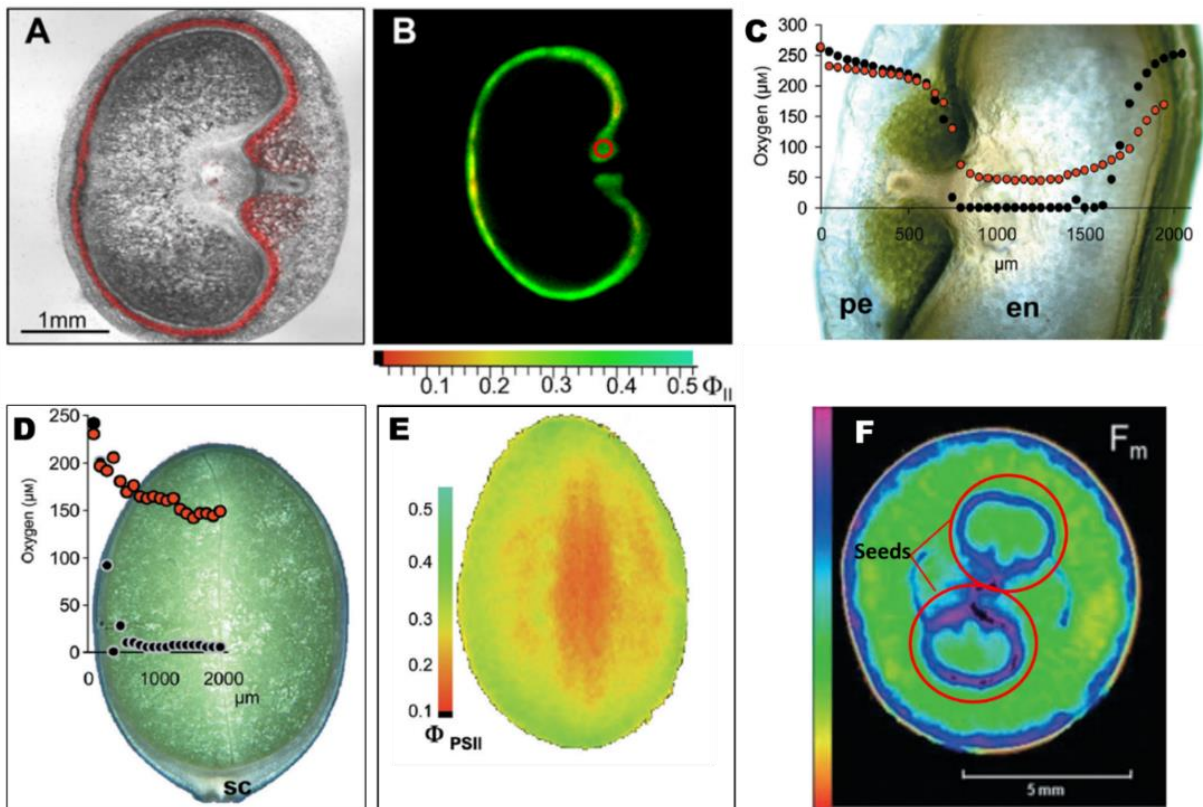 A
1mm
B
0.1 0.2 0.3 0.4 0.5 ΦII
C
Oxygen (µM)
300
250
200
150
100
50
0
0 500 1000 1500 2000
µm
pe
en
D
Oxygen (µM)
250
200
150
100
50
0
0 1000 2000
µm
sc
E
0.5
0.4
0.3
0.2
0.1
ΦPSII
F
Fm
Seeds
5 mm